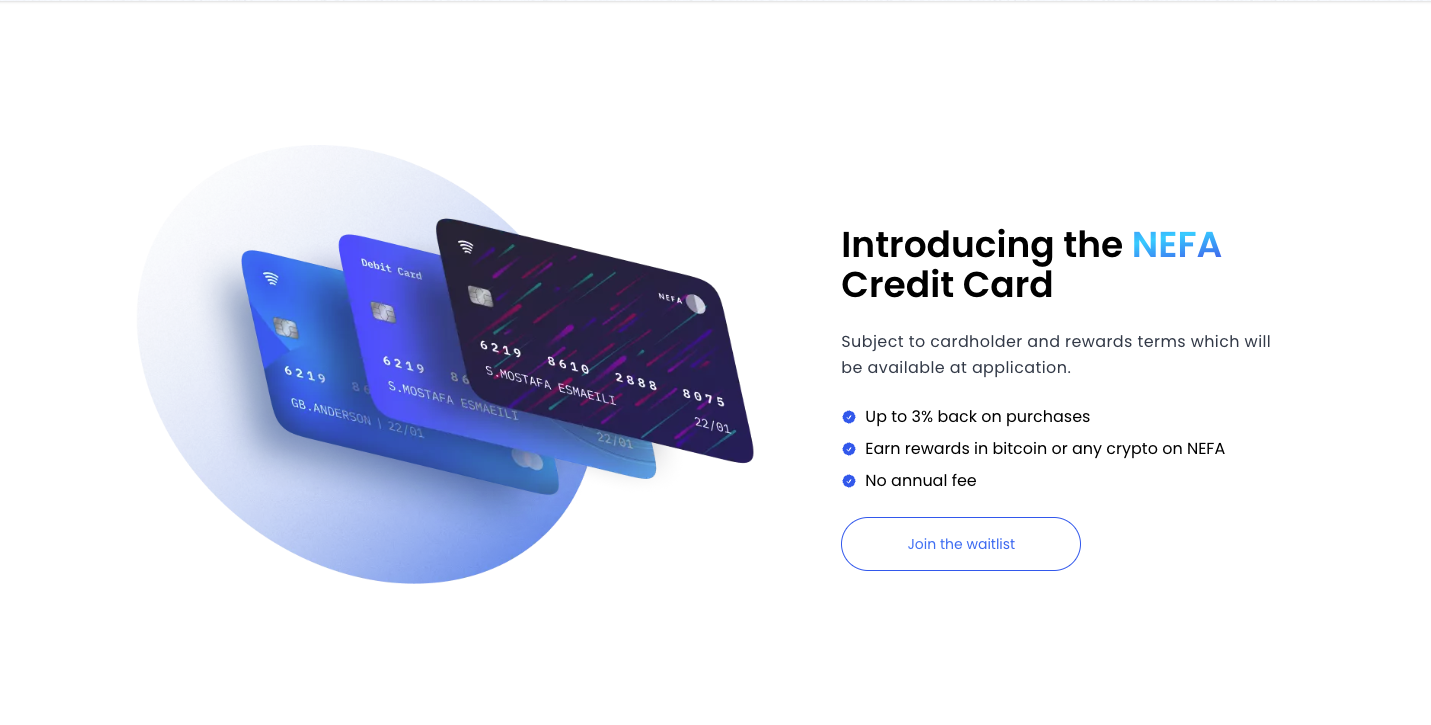 Debit Card
NEFA
6219
6219 86
6219 8610 2888 8075
GB.ANDERSON | 22/01
S.MOSTAFA ESMAEILI
22/01
S.MOSTAFA ESMAEILI
22/01
Introducing the NEFA
Credit Card
Subject to cardholder and rewards terms which will
be available at application.
Up to 3% back on purchases
Earn rewards in bitcoin or any crypto on NEFA
No annual fee
Join the waitlist